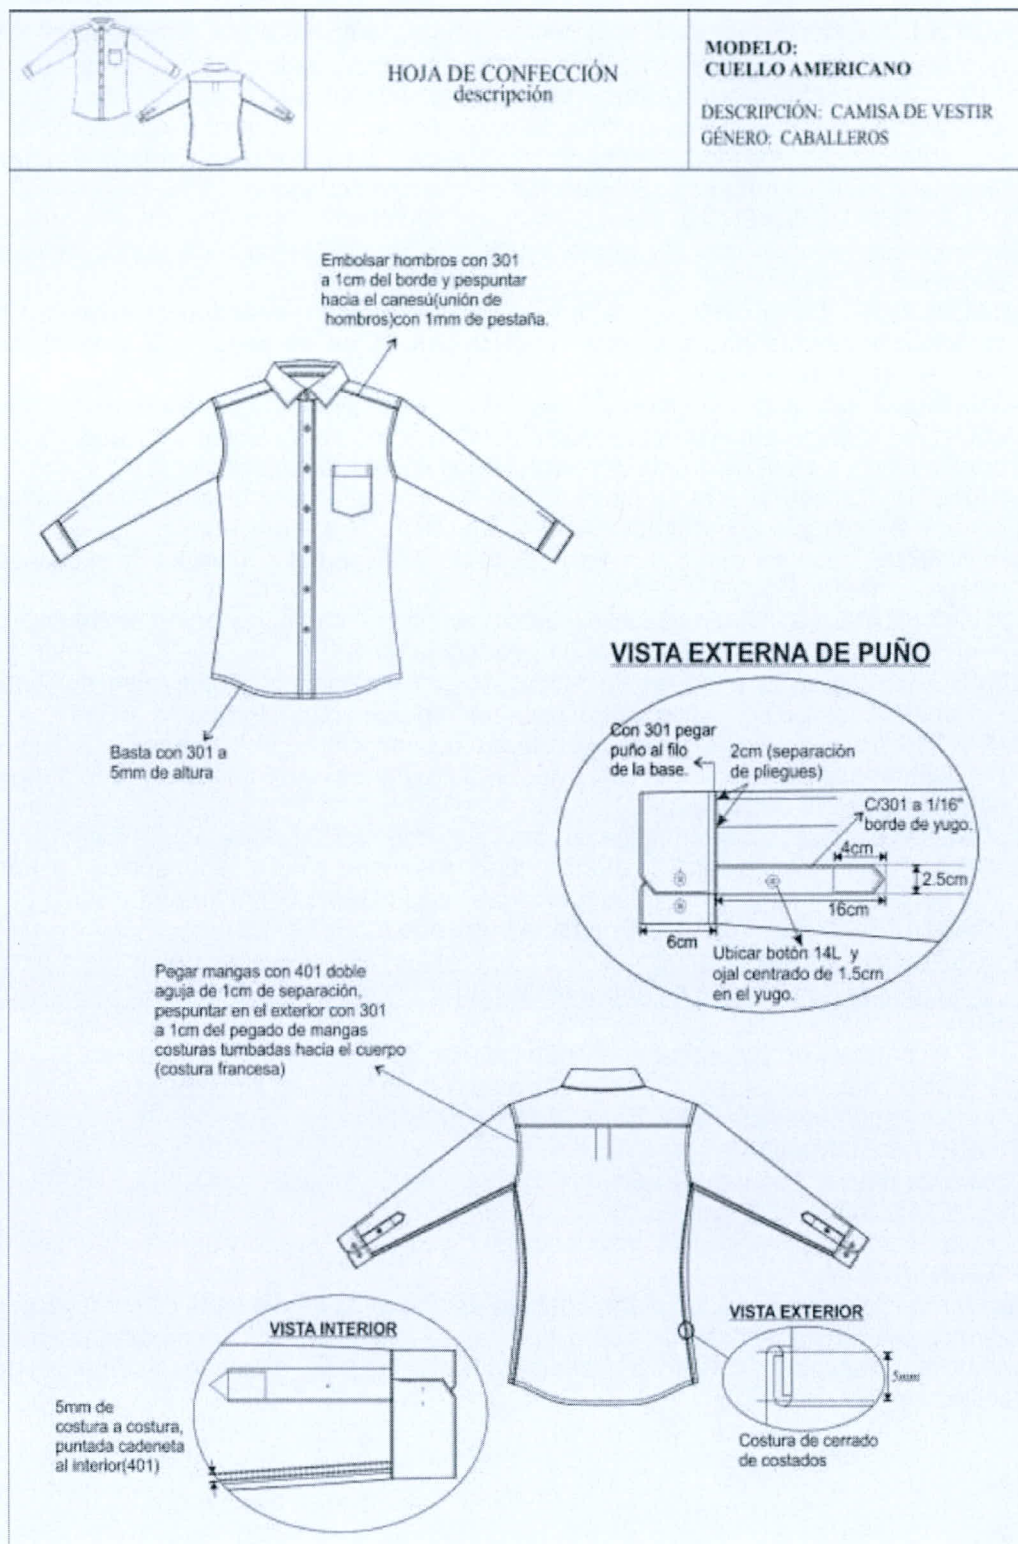 HOJA DE CONFECCIÓN
descripción
MODELO:
CUELLO AMERICANO
DESCRIPCIÓN: CAMISA DE VESTIR
GÉNERO: CABALLEROS
Embolsar hombros con 301
a 1cm del borde y pespuntar
hacia el canesú(unión de
hombros)con 1mm de pestaña.
Basta con 301 a
5mm de altura
VISTA EXTERNA DE PUÑO
Con 301 pegar
puño al filo
de la base.
2cm (separación
de pliegues)
C/301 a 1/16"
borde de yugo.
4cm
2.5cm
16cm
6cm
Ubicar botón 14L y
ojal centrado de 1.5cm
en el yugo.
Pegar mangas con 401 doble
aguja de 1cm de separación,
pespuntar en el exterior con 301
a 1cm del pegado de mangas
costuras tumbadas hacia el cuerpo
(costura francesa)
VISTA INTERIOR
5mm de
costura a costura,
puntada cadeneta
al interior(401)
VISTA EXTERIOR
5mm
Costura de cerrado
de costados